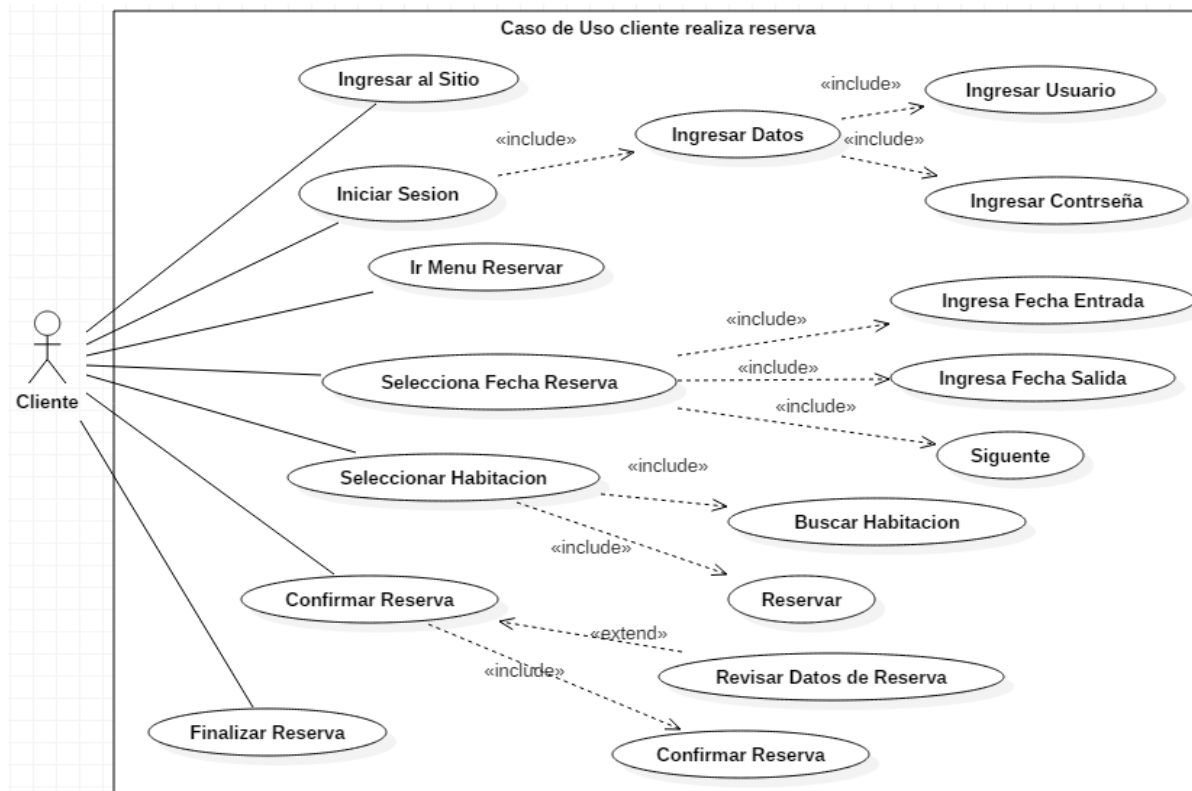 Caso de Uso cliente realiza reserva
Ingresar al Sitio
«include»
Ingresar Usuario
Ingresar Datos
«include»
«include»
Iniciar Sesion
Ingresar Contrseña
Ir Menu Reservar
Ingresa Fecha Entrada
«include»
Selecciona Fecha Reserva
«include»
Ingresa Fecha Salida
Cliente
«include»
Siguente
Seleccionar Habitacion
«include»
Buscar Habitacion
«include»
Confirmar Reserva
Reservar
«extend»
«include»
Revisar Datos de Reserva
Finalizar Reserva
Confirmar Reserva